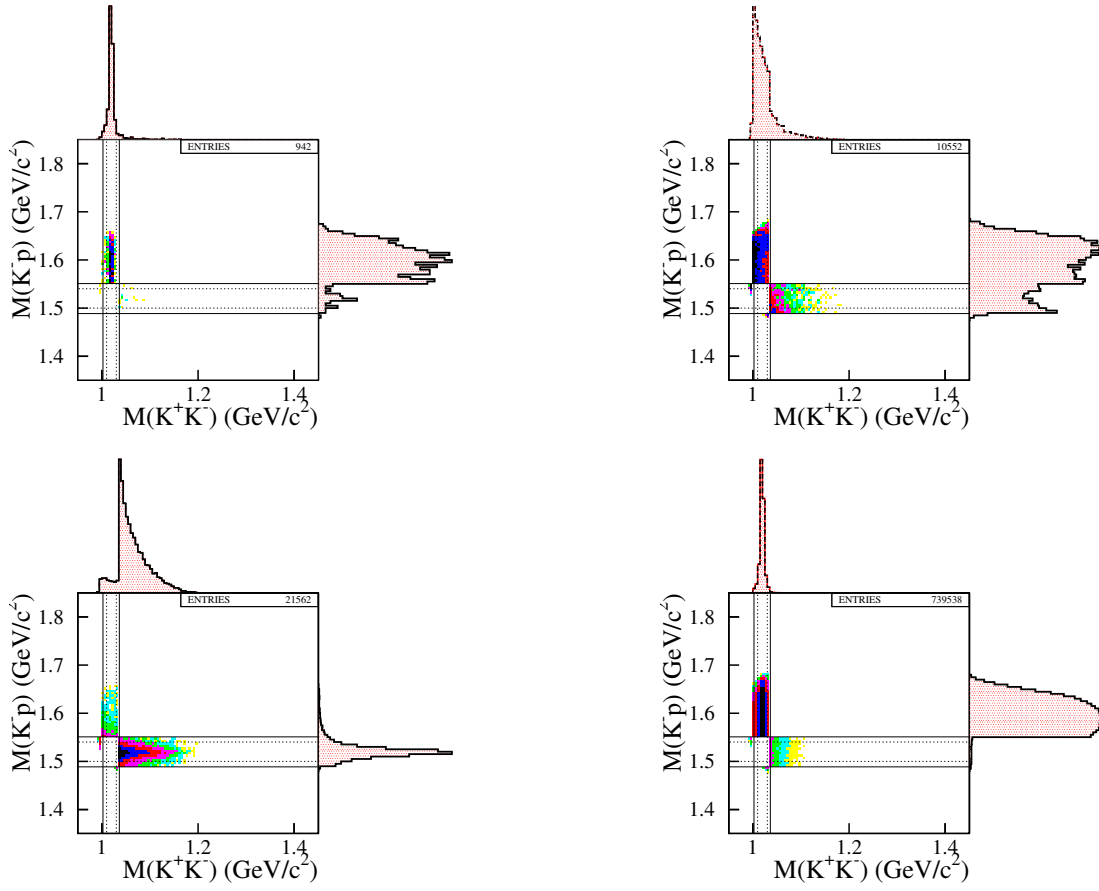 ENTRIES 942
1.8
1.7
1.6
1.5
1.4
M(K⁻p) (GeV/c²)
1 1.2 1.4
M(K⁺K⁻) (GeV/c²)
ENTRIES 10552
1.8
1.7
1.6
1.5
1.4
M(K⁻p) (GeV/c²)
1 1.2 1.4
M(K⁺K⁻) (GeV/c²)
ENTRIES 21562
1.8
1.7
1.6
1.5
1.4
M(K⁻p) (GeV/c²)
1 1.2 1.4
M(K⁺K⁻) (GeV/c²)
ENTRIES 739538
1.8
1.7
1.6
1.5
1.4
M(K⁻p) (GeV/c²)
1 1.2 1.4
M(K⁺K⁻) (GeV/c²)